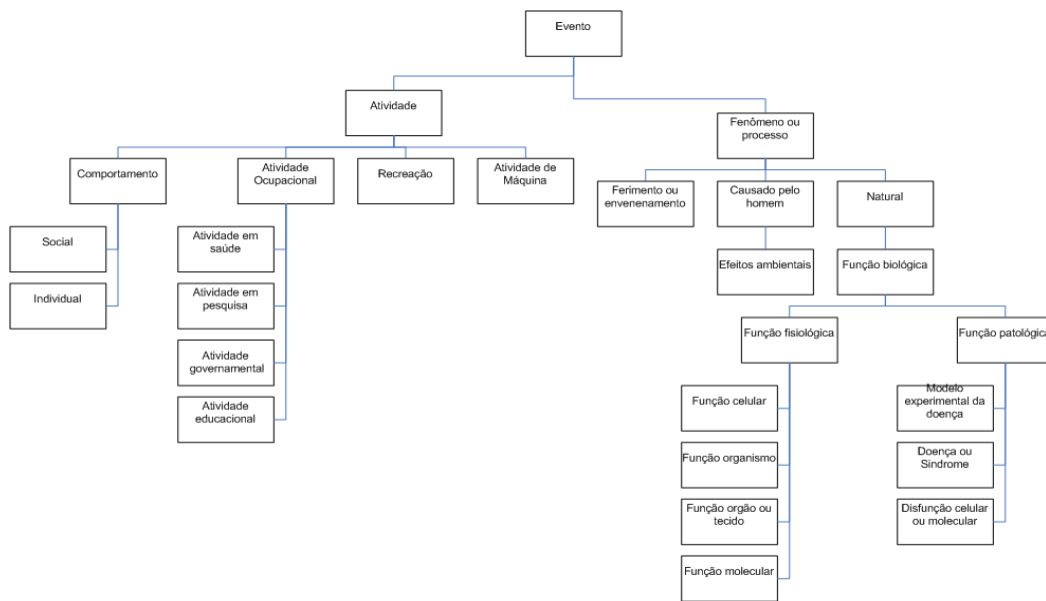 Evento
Atividade
Fenômeno ou
processo
Comportamento
Atividade
Ocupacional
Recreação
Atividade de
Máquina
Ferimento ou
envenenamento
Causado pelo
homem
Natural
Social
Individual
Atividade em
saúde
Atividade em
pesquisa
Atividade
governamental
Atividade
educacional
Efeitos ambientais
Função biológica
Função fisiológica
Função patológica
Função celular
Função organismo
Função orgão ou
tecido
Função molecular
Modelo
experimental da
doença
Doença ou
Sindrome
Disfunção celular
ou molecular